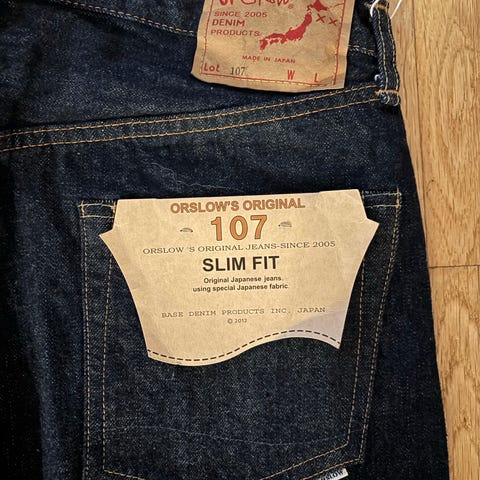 SINCE 2005
DENIM
PRODUCTS
MADE IN JAPAN
Lot 107 W L
ORSLOW'S ORIGINAL
107
ORSLOW 'S ORIGINAL JEANS-SINCE 2005
SLIM FIT
Original Japanese jeans.
using special Japanese fabric.
BASE DENIM PRODUCTS INC. JAPAN
© 2012